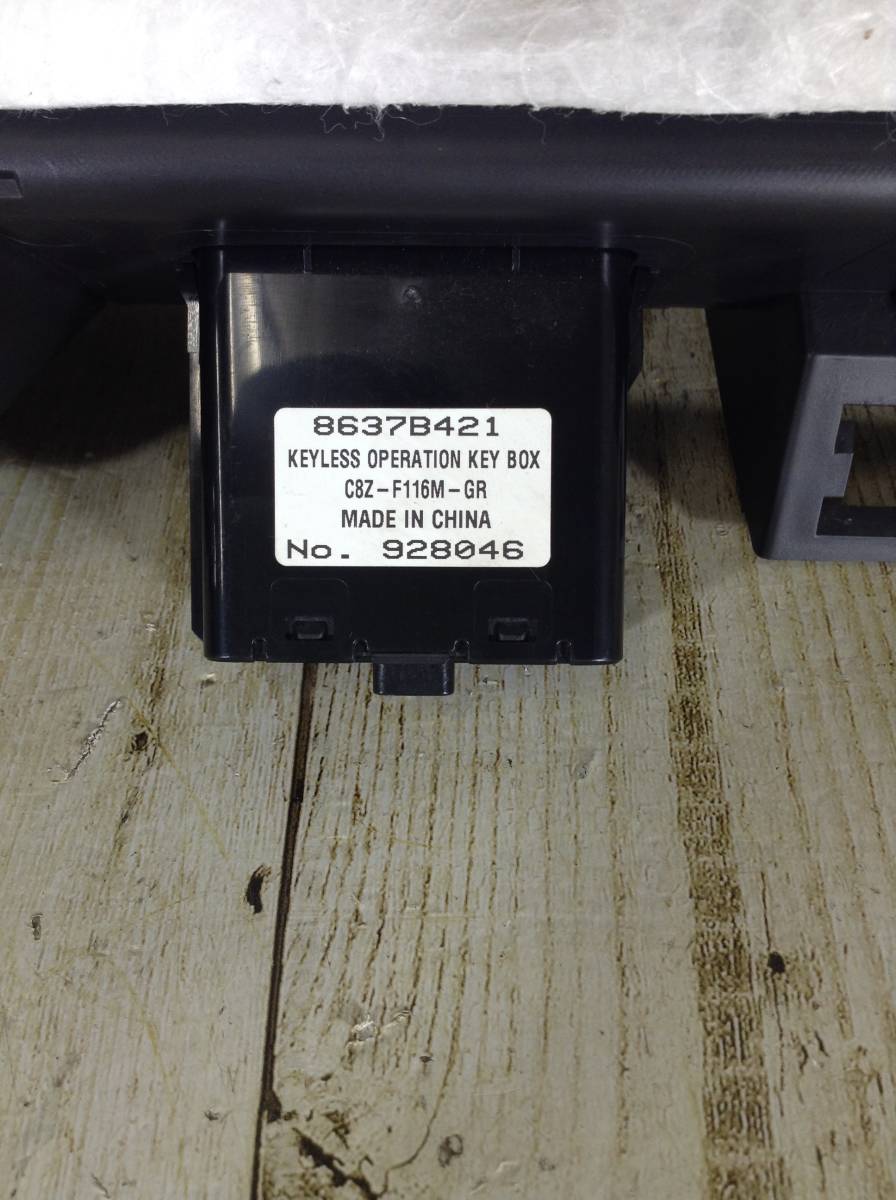 8637B421
KEYLESS OPERATION KEY BOX
C8Z-F116M-GR
MADE IN CHINA
No. 928046